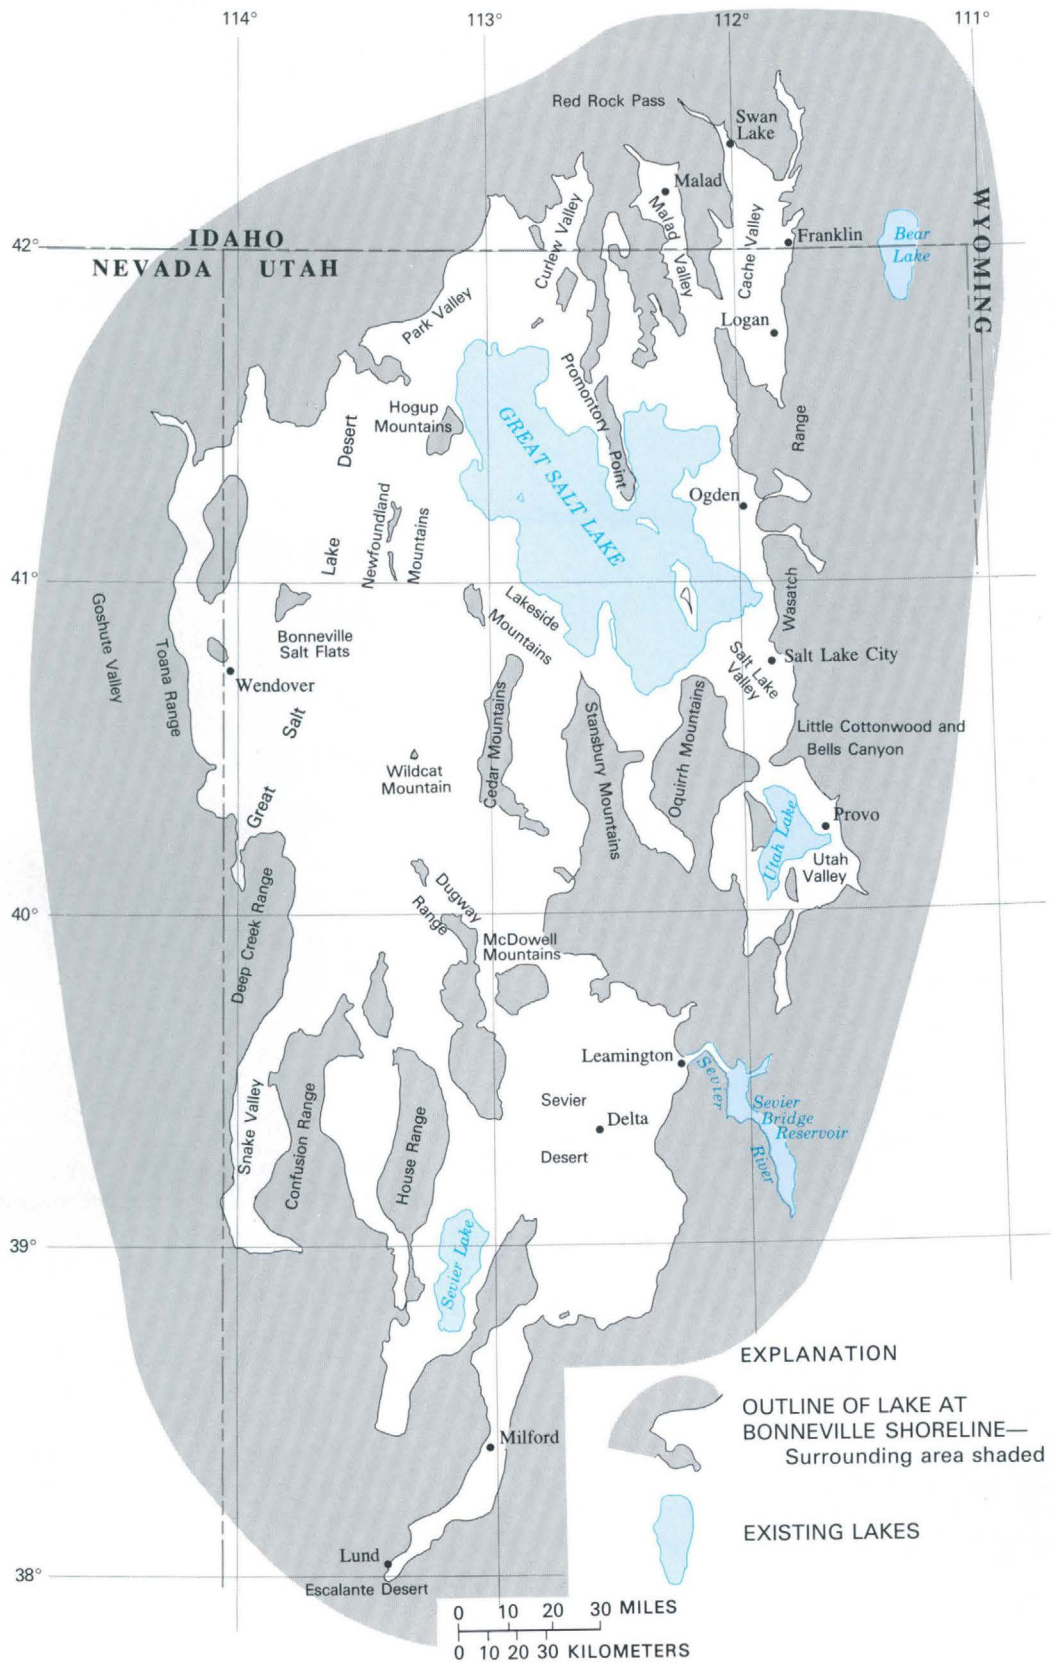 114°
113°
112°
111°
Red Rock Pass
Swan
Lake
Malad
Malad Valley
Curlew Valley
Cache Valley
Franklin
Bear
Lake
WYOMING
42°
IDAHO
NEVADA
UTAH
Park Valley
Logan
Promontory Point
Hogup
Mountains
GREAT SALT LAKE
Range
Desert
Ogden
Newfoundland
Mountains
Lake
41°
Lakeside
Mountains
Wasatch
Goshute Valley
Toana Range
Bonneville
Salt Flats
Salt Lake
Valley
Salt Lake City
Wendover
Salt
Cedar Mountains
Stansbury Mountains
Oquirrh Mountains
Little Cottonwood and
Bells Canyon
Wildcat
Mountain
Great
Utah Lake
Provo
Utah
Valley
Dugway
Range
40°
Deep Creek Range
McDowell
Mountains
Leamington
Sevier
Sevier
Bridge
Reservoir
River
Sevier
Delta
Desert
Snake Valley
Confusion Range
House Range
39°
Sevier Lake
EXPLANATION
OUTLINE OF LAKE AT
BONNEVILLE SHORELINE—
Surrounding area shaded
Milford
EXISTING LAKES
Lund
38°
Escalante Desert
0 10 20 30 MILES
0 10 20 30 KILOMETERS